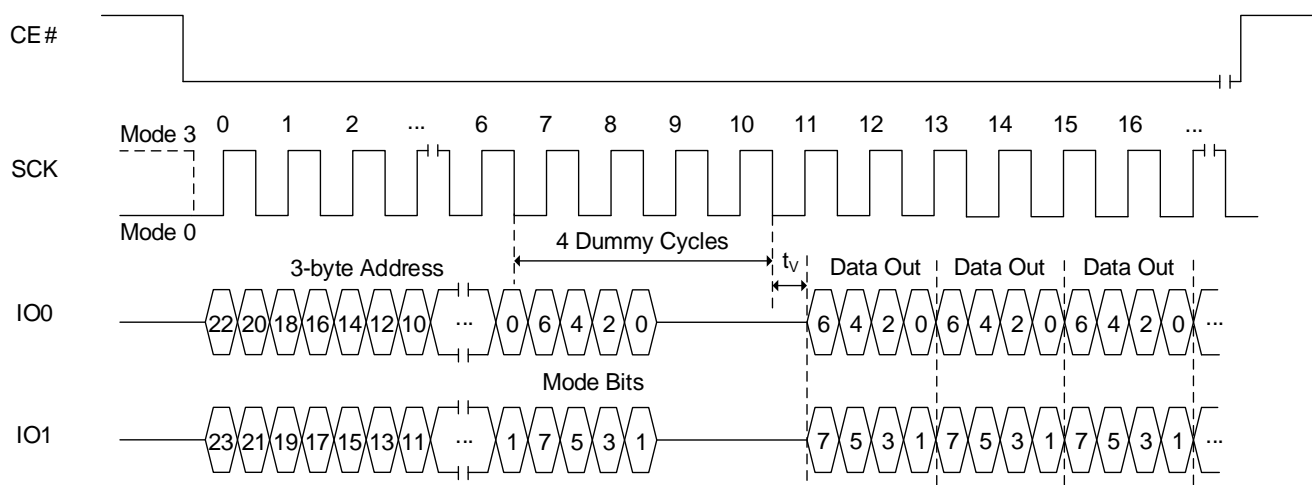 CE#
0 1 2 ... 6 7 8 9 10 11 12 13 14 15 16 ...
Mode 3
SCK
Mode 0
4 Dummy Cycles
3-byte Address tV Data Out Data Out Data Out
IO0 22 20 18 16 14 12 10 ... 0 6 4 2 0 6 4 2 0 6 4 2 0 6 4 2 0 ...
Mode Bits
IO1 23 21 19 17 15 13 11 ... 1 7 5 3 1 7 5 3 1 7 5 3 1 7 5 3 1 ...